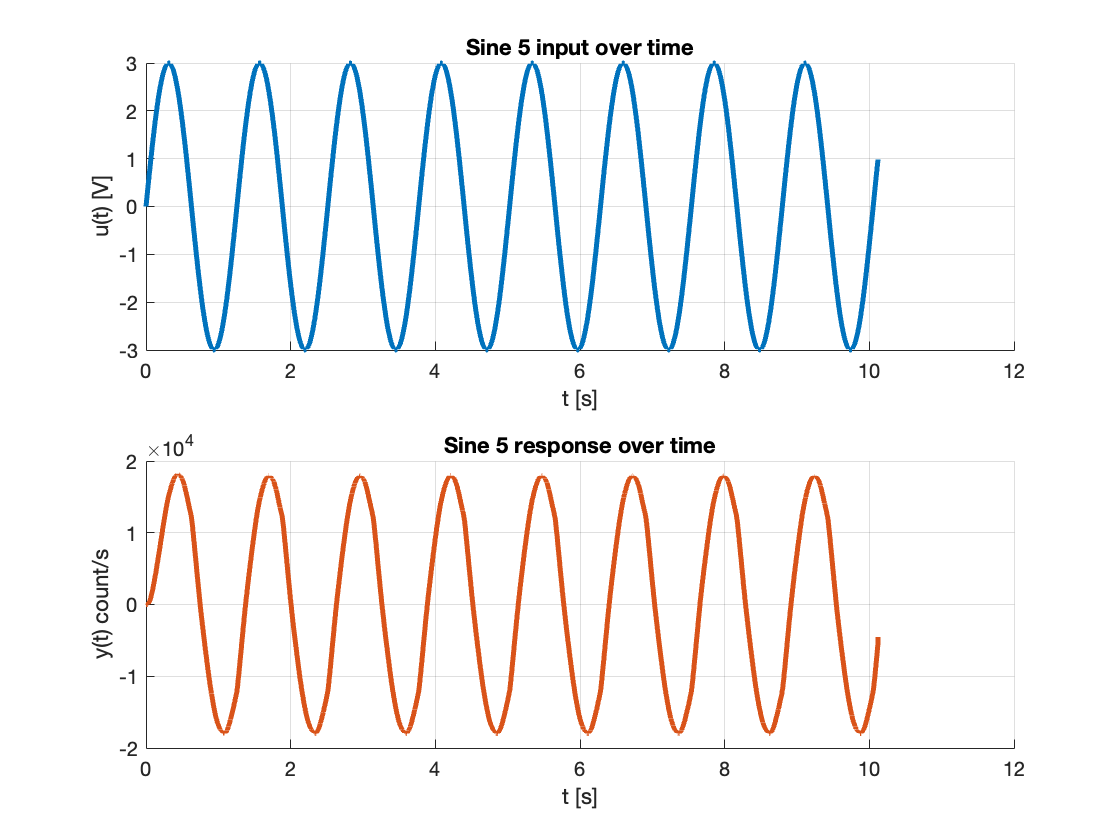 Sine 5 input over time
3
2
1
0
-1
-2
-3
u(t) [V]
0 2 4 6 8 10 12
t [s]
Sine 5 response over time
×10^4
2
1
0
-1
-2
y(t) count/s
0 2 4 6 8 10 12
t [s]